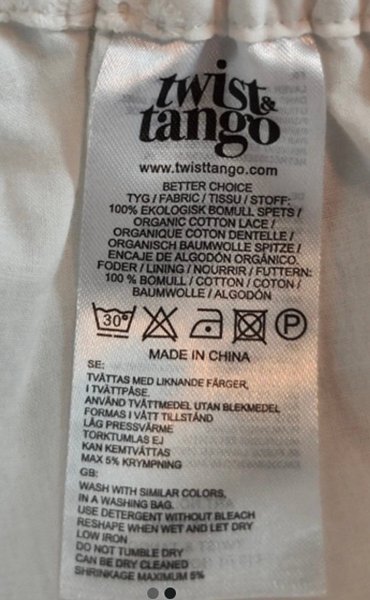 twist &
tango
www.twisttango.com
BETTER CHOICE
TYG / FABRIC / TISSU / STOFF:
100% EKOLOGISK BOMULL SPETS /
ORGANIC COTTON LACE /
ORGANIQUE COTON DENTELLE /
ORGANISCH BAUMWOLLE SPITZE /
ENCAJE DE ALGODÓN ORGÁNICO.
FODER / LINING / NOURRIR / FUTTERN:
100 % BOMULL / COTTON / COTON /
BAUMWOLLE / ALGODÓN
30° P
MADE IN CHINA
SE:
TVÄTTAS MED LIKNANDE FÄRGER,
I TVÄTTPÅSE.
ANVÄND TVÄTTMEDEL UTAN BLEKMEDEL
FORMAS I VÅTT TILLSTÅND
LÅG PRESSVÄRME
TORKTUMLAS EJ
KAN KEMTVÄTTAS
MAX 5% KRYMPNING
GB:
WASH WITH SIMILAR COLORS,
IN A WASHING BAG.
USE DETERGENT WITHOUT BLEACH
RESHAPE WHEN WET AND LET DRY
LOW IRON
DO NOT TUMBLE DRY
CAN BE DRY CLEANED
SHRINKAGE MAXIMUM 5%